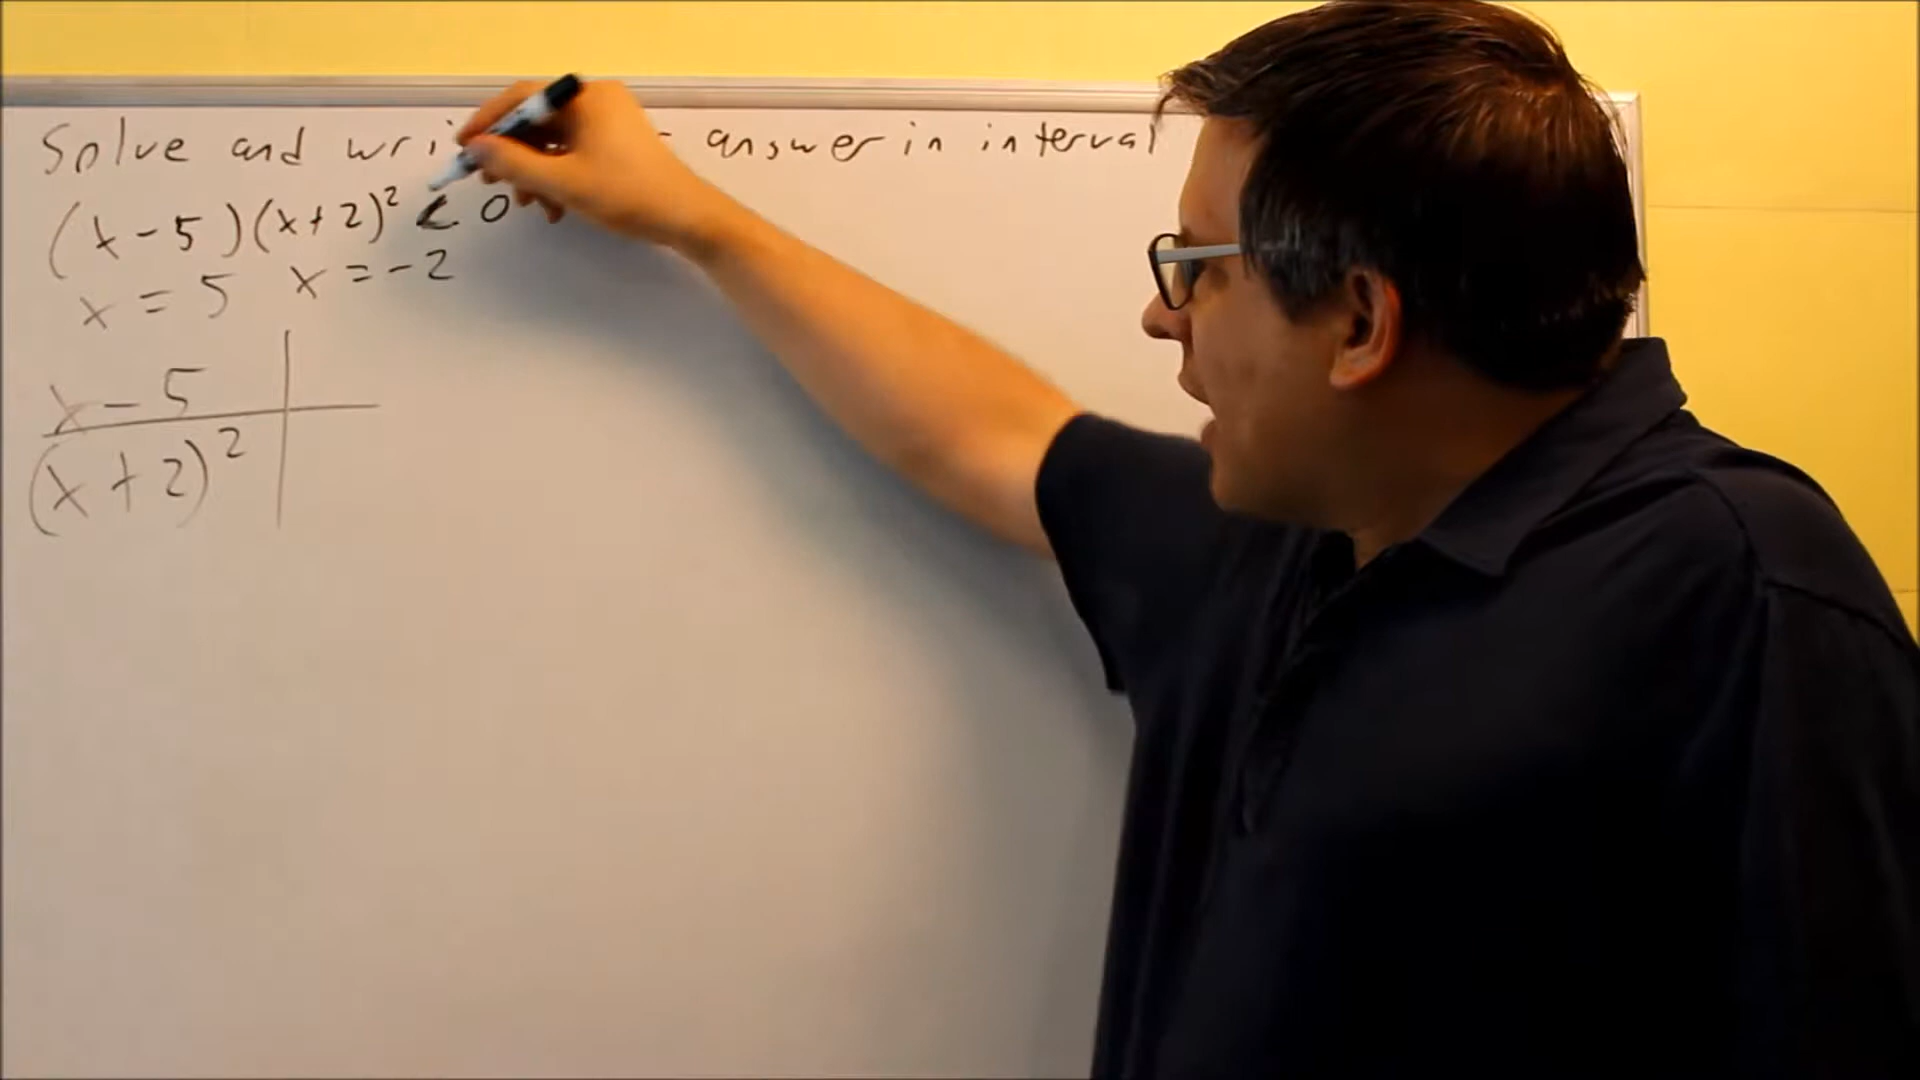 Solve and wri answer in interval
(x-5)(x+2)² < 0
x = 5 x = -2
x-5
(x+2)²